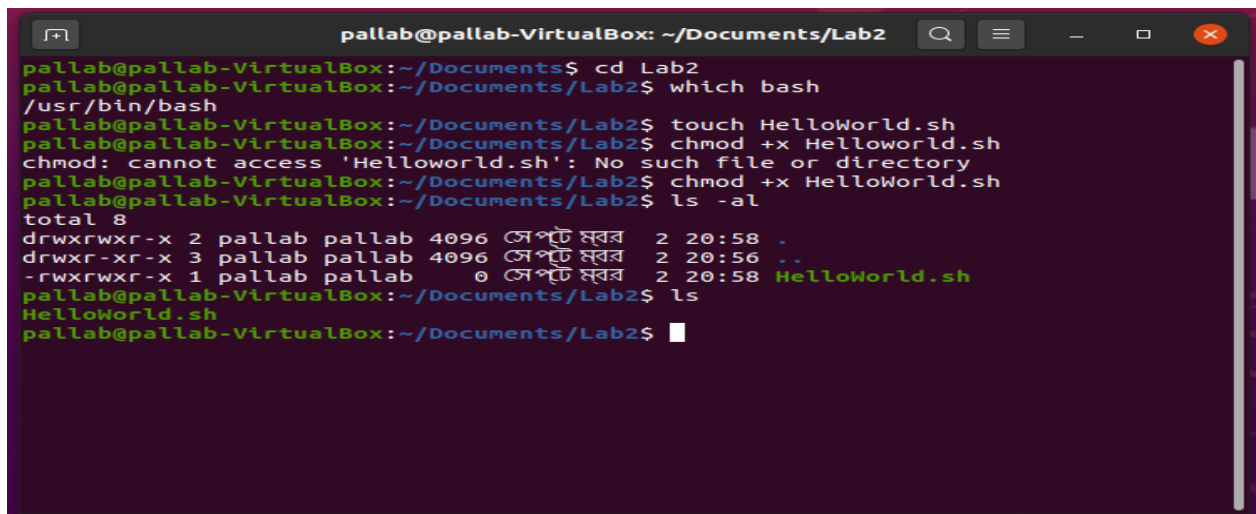 pallab@pallab-VirtualBox: ~/Documents/Lab2
pallab@pallab-VirtualBox:~/Documents$ cd Lab2
pallab@pallab-VirtualBox:~/Documents/Lab2$ which bash
/usr/bin/bash
pallab@pallab-VirtualBox:~/Documents/Lab2$ touch HelloWorld.sh
pallab@pallab-VirtualBox:~/Documents/Lab2$ chmod +x Helloworld.sh
chmod: cannot access 'Helloworld.sh': No such file or directory
pallab@pallab-VirtualBox:~/Documents/Lab2$ chmod +x HelloWorld.sh
pallab@pallab-VirtualBox:~/Documents/Lab2$ ls -al
total 8
drwxrwxr-x 2 pallab pallab 4096 সেপ্টেম্বর 2 20:58 .
drwxr-xr-x 3 pallab pallab 4096 সেপ্টেম্বর 2 20:56 ..
-rwxrwxr-x 1 pallab pallab 0 সেপ্টেম্বর 2 20:58 HelloWorld.sh
pallab@pallab-VirtualBox:~/Documents/Lab2$ ls
HelloWorld.sh
pallab@pallab-VirtualBox:~/Documents/Lab2$